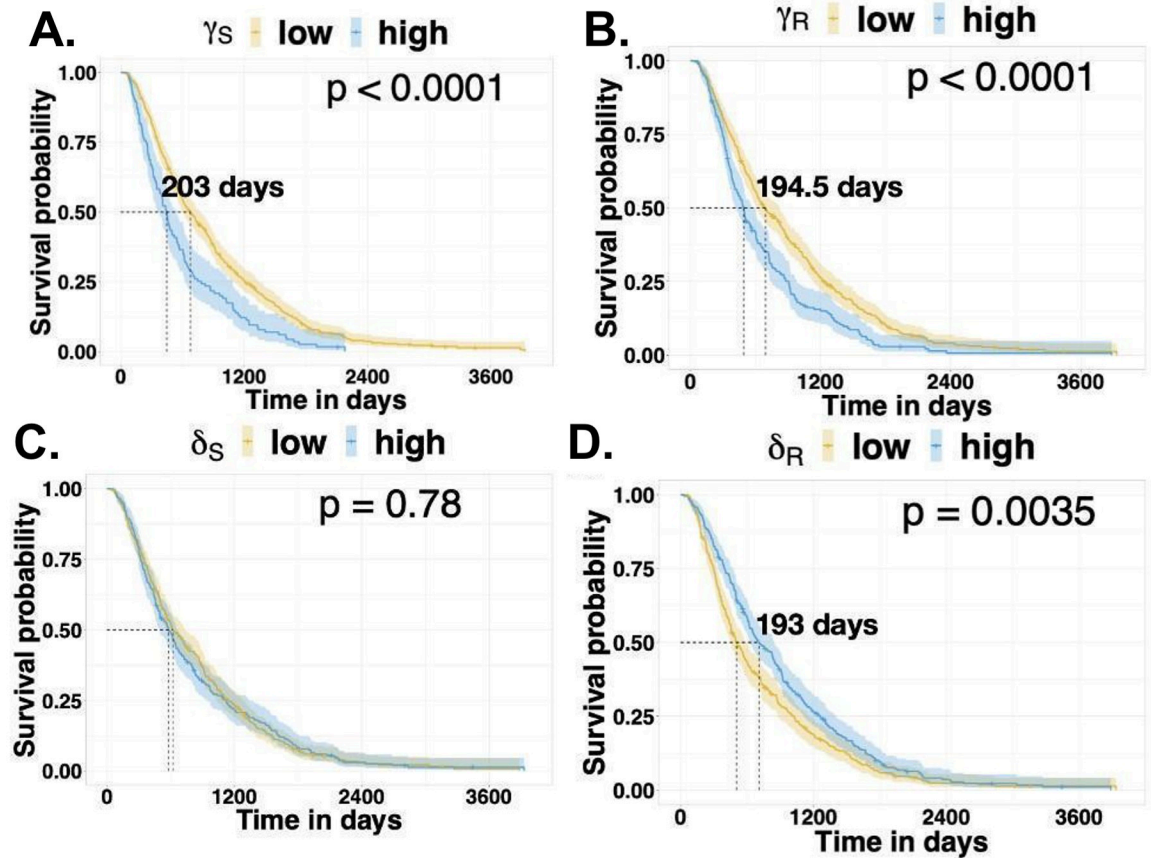 A.
γS low high
p < 0.0001
Survival probability
1.00
0.75
0.50
0.25
0.00
203 days
0 1200 2400 3600
Time in days
B.
γR low high
p < 0.0001
Survival probability
1.00
0.75
0.50
0.25
0.00
194.5 days
0 1200 2400 3600
Time in days
C.
δS low high
p = 0.78
Survival probability
1.00
0.75
0.50
0.25
0.00
0 1200 2400 3600
Time in days
D.
δR low high
p = 0.0035
Survival probability
1.00
0.75
0.50
0.25
0.00
193 days
0 1200 2400 3600
Time in days